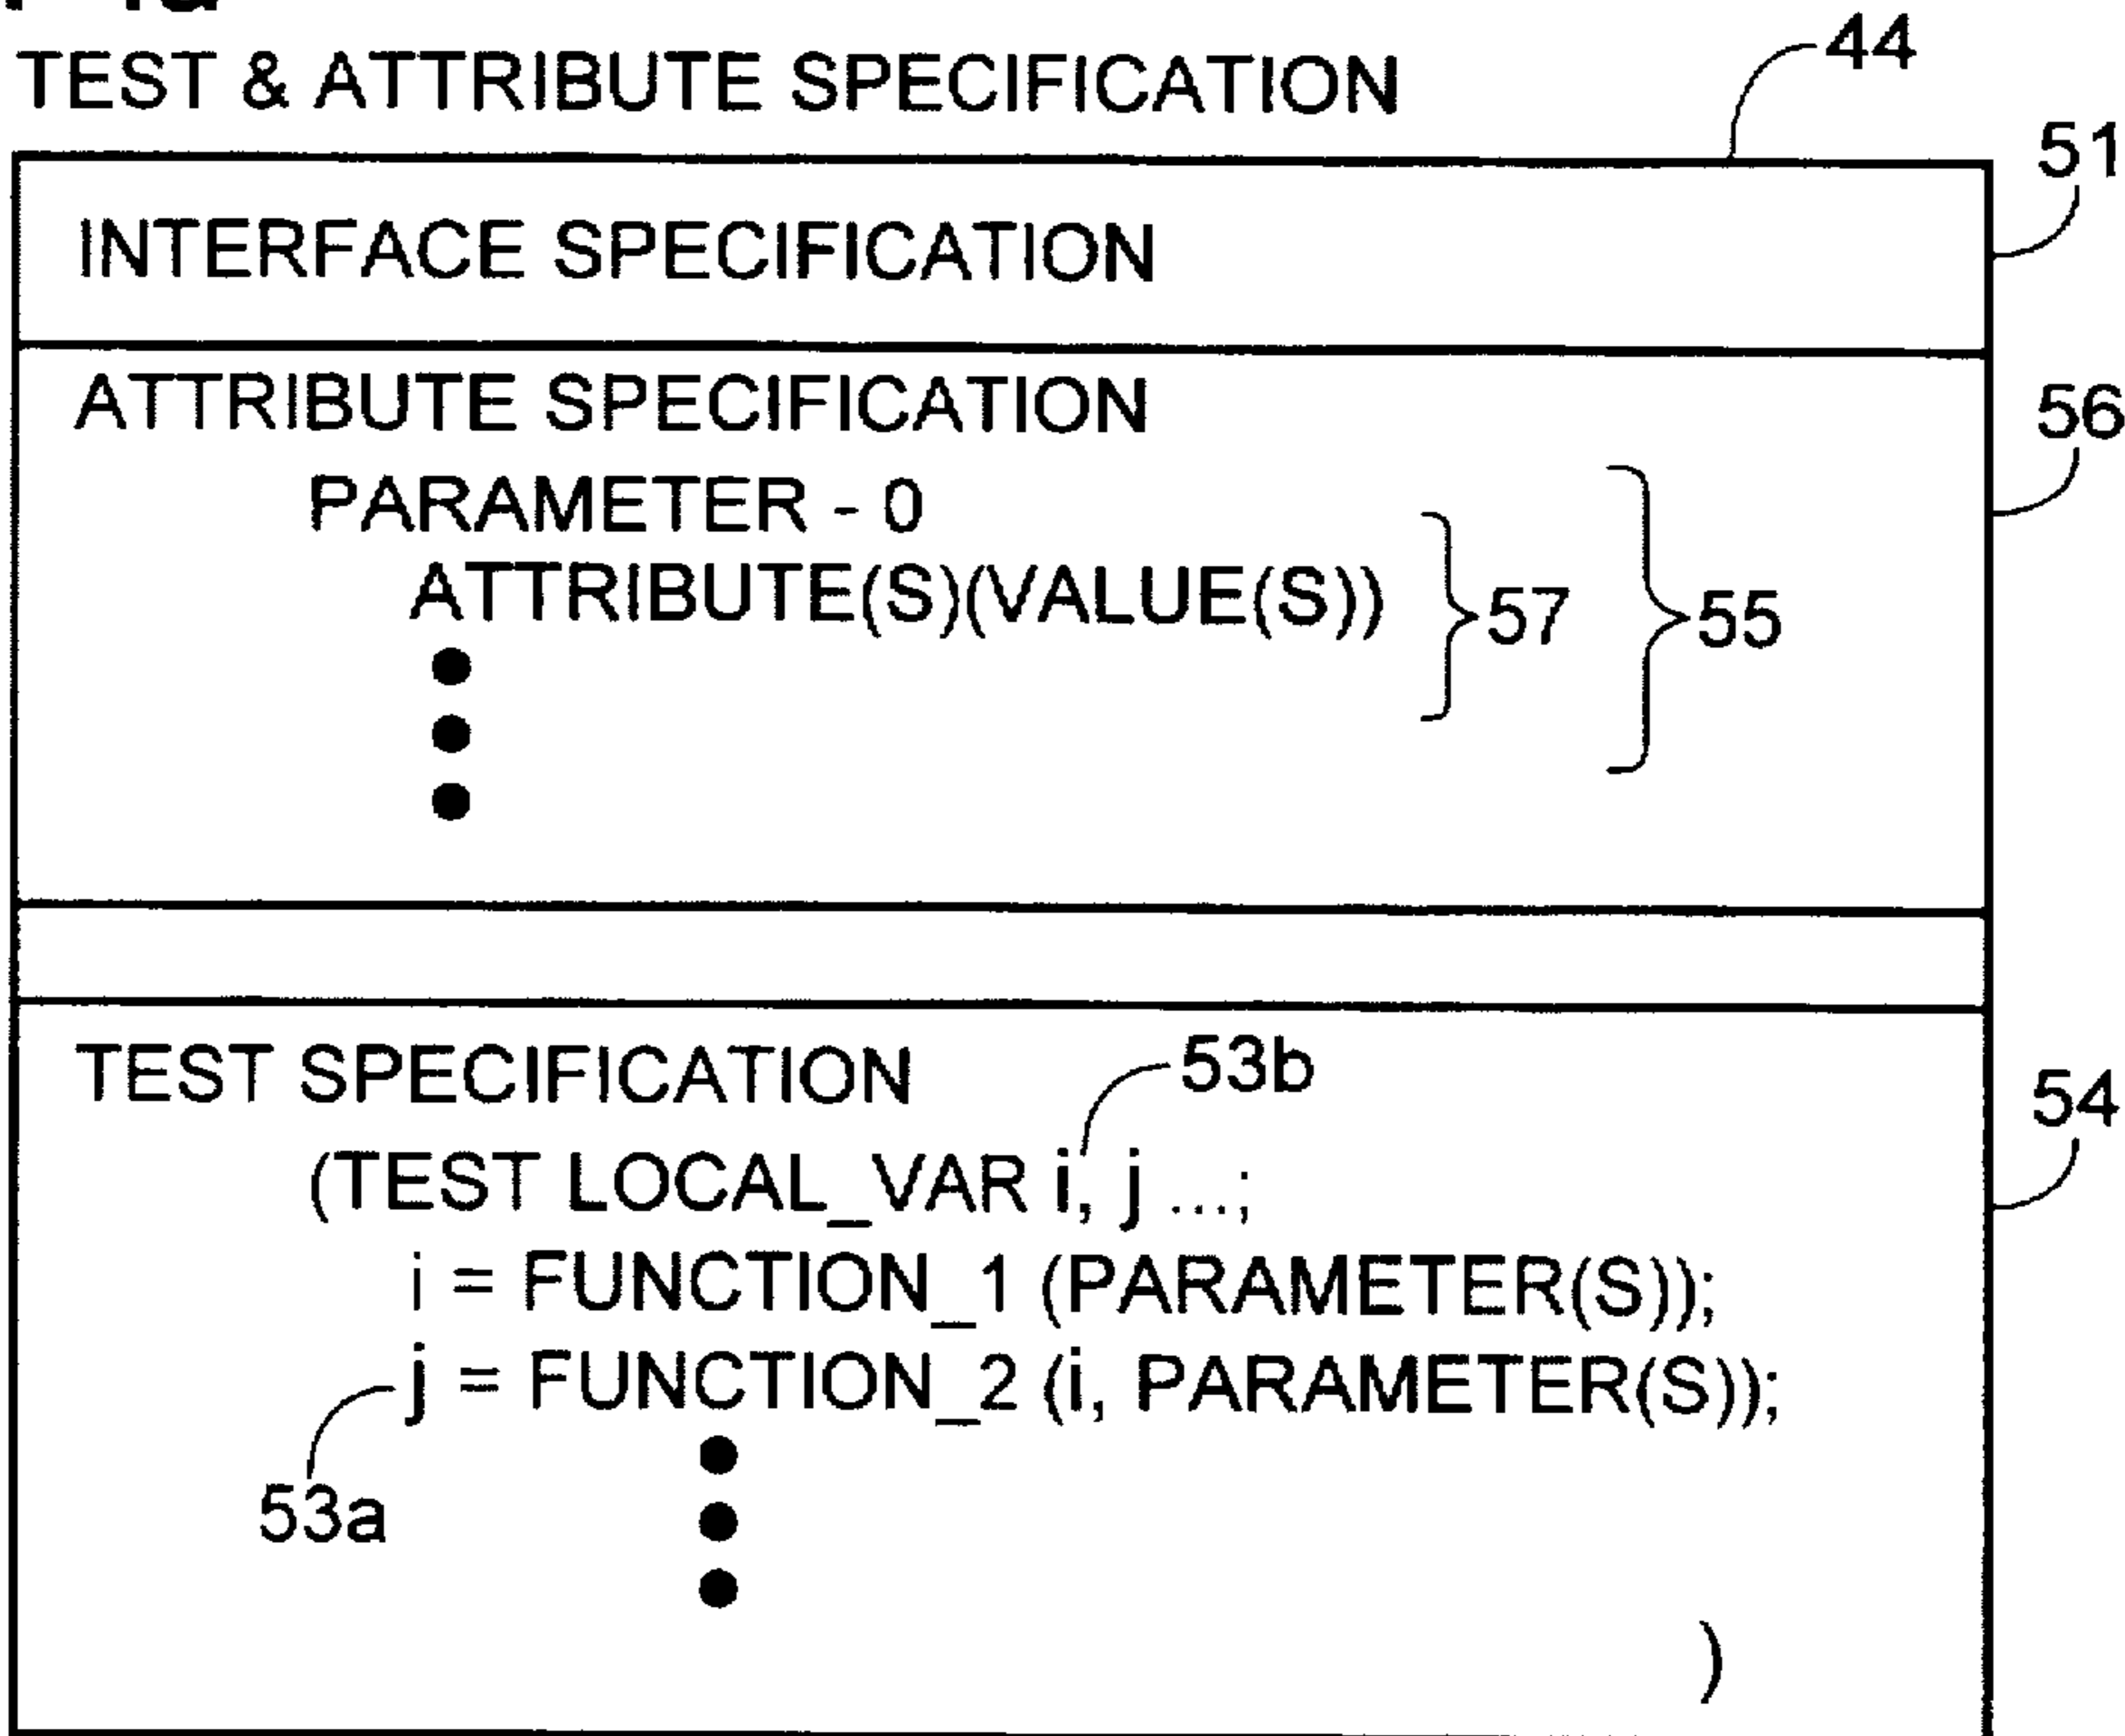 TEST & ATTRIBUTE SPECIFICATION
44
51
INTERFACE SPECIFICATION
ATTRIBUTE SPECIFICATION
56
PARAMETER - 0
ATTRIBUTE(S)(VALUE(S))
57
55
TEST SPECIFICATION
53b
54
(TEST LOCAL_VAR i, j ...;
i = FUNCTION_1 (PARAMETER(S));
j = FUNCTION_2 (i, PARAMETER(S));
53a
)